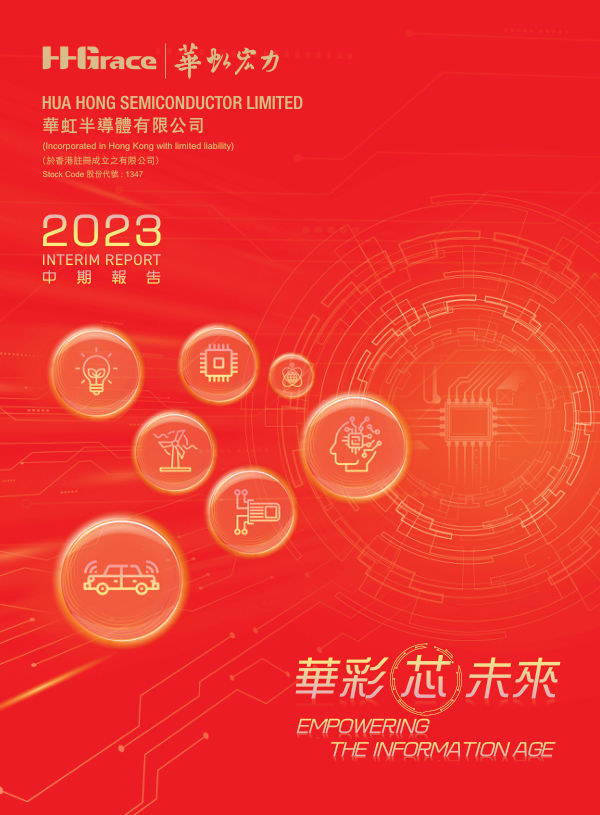 HHGrace 華虹宏力
HUA HONG SEMICONDUCTOR LIMITED
華虹半導體有限公司
(Incorporated in Hong Kong with limited liability)
（於香港註冊成立之有限公司）
Stock Code 股份代號 : 1347
2023
INTERIM REPORT
中期報告
華彩芯未來
EMPOWERING
THE INFORMATION AGE